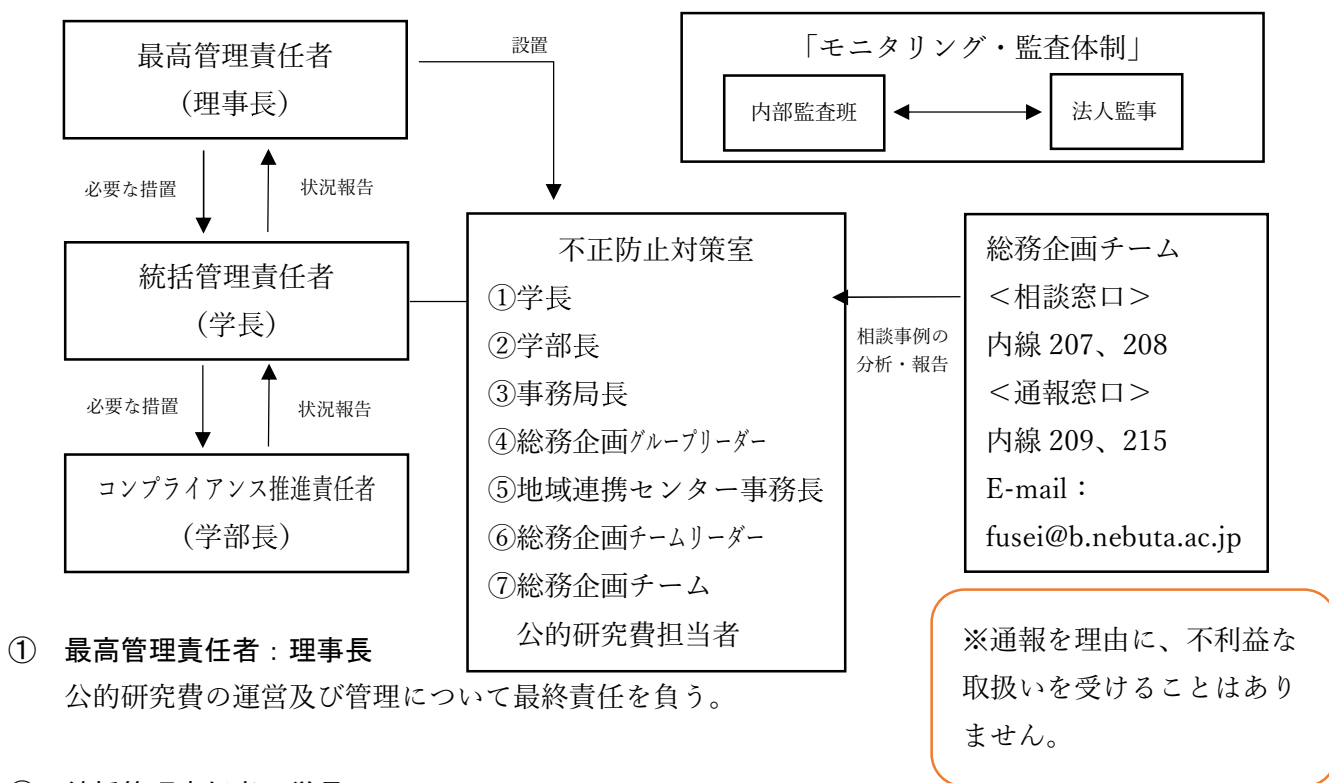 最高管理責任者
(理事長)
設置
「モニタリング・監査体制」
内部監査班
法人監事
必要な措置
状況報告
統括管理責任者
(学長)
必要な措置
状況報告
コンプライアンス推進責任者
(学部長)
不正防止対策室
①学長
②学部長
③事務局長
④総務企画グループリーダー
⑤地域連携センター事務長
⑥総務企画チームリーダー
⑦総務企画チーム
公的研究費担当者
相談事例の
分析・報告
総務企画チーム
＜相談窓口＞
内線 207、208
＜通報窓口＞
内線 209、215
E-mail：
fusei@b.nebuta.ac.jp
※通報を理由に、不利益な
取扱いを受けることはあり
ません。
① 最高管理責任者：理事長
公的研究費の運営及び管理について最終責任を負う。